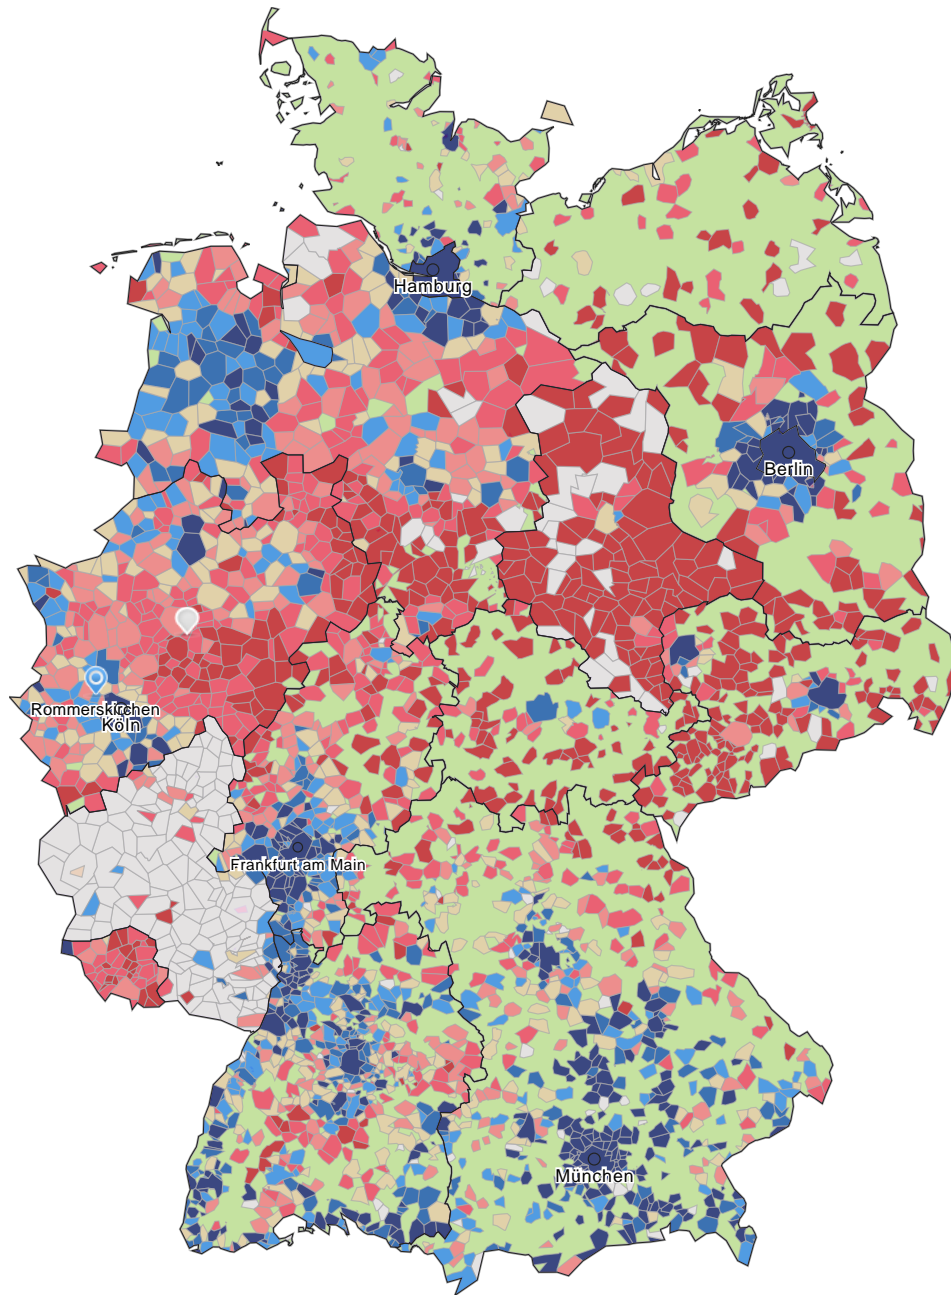 Hamburg
Berlin
Rommerskirchen
Köln
Frankfurt am Main
München